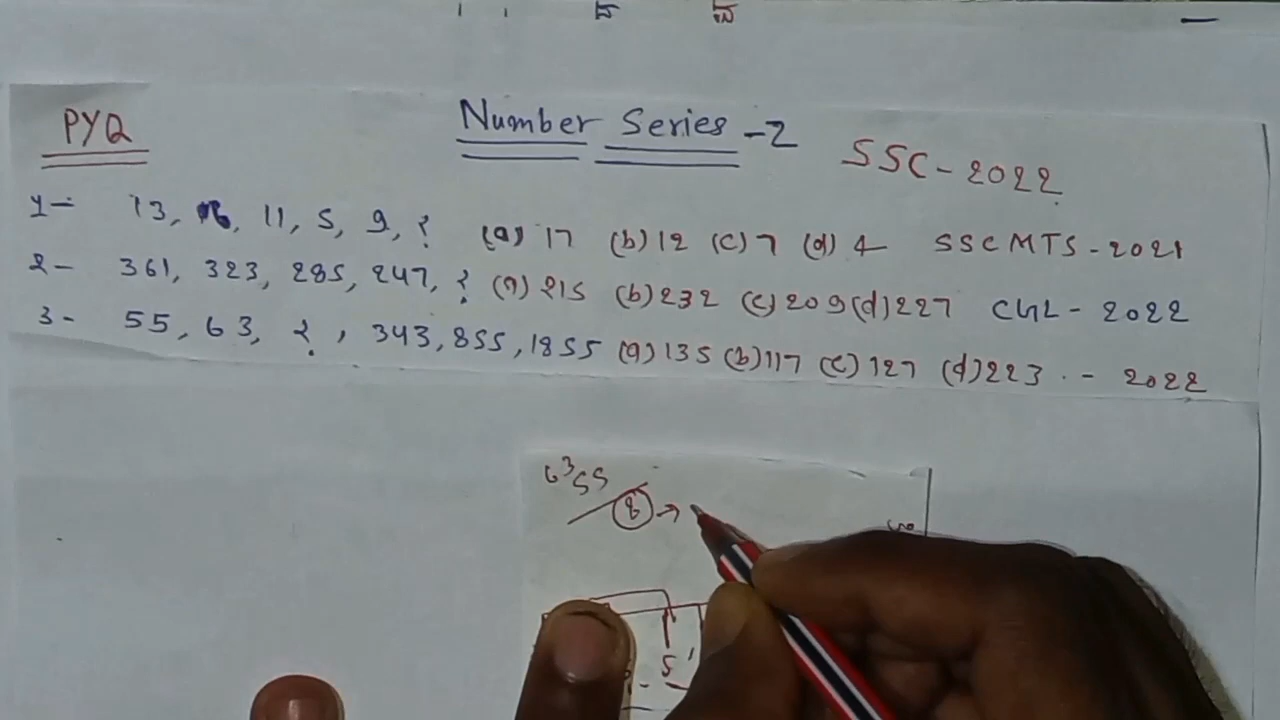 PYQ Number Series -2 SSC-2022
1- 13, 11, 5, 9, ? (a) 17 (b) 12 (c) 7 (d) 4 SSC MTS-2021
2- 361, 323, 285, 247, ? (a) 215 (b) 232 (c) 209 (d) 227 CGL-2022
3- 55, 63, ?, 343, 855, 1855 (a) 135 (b) 117 (c) 127 (d) 223 - 2022
63 55
8 →
5